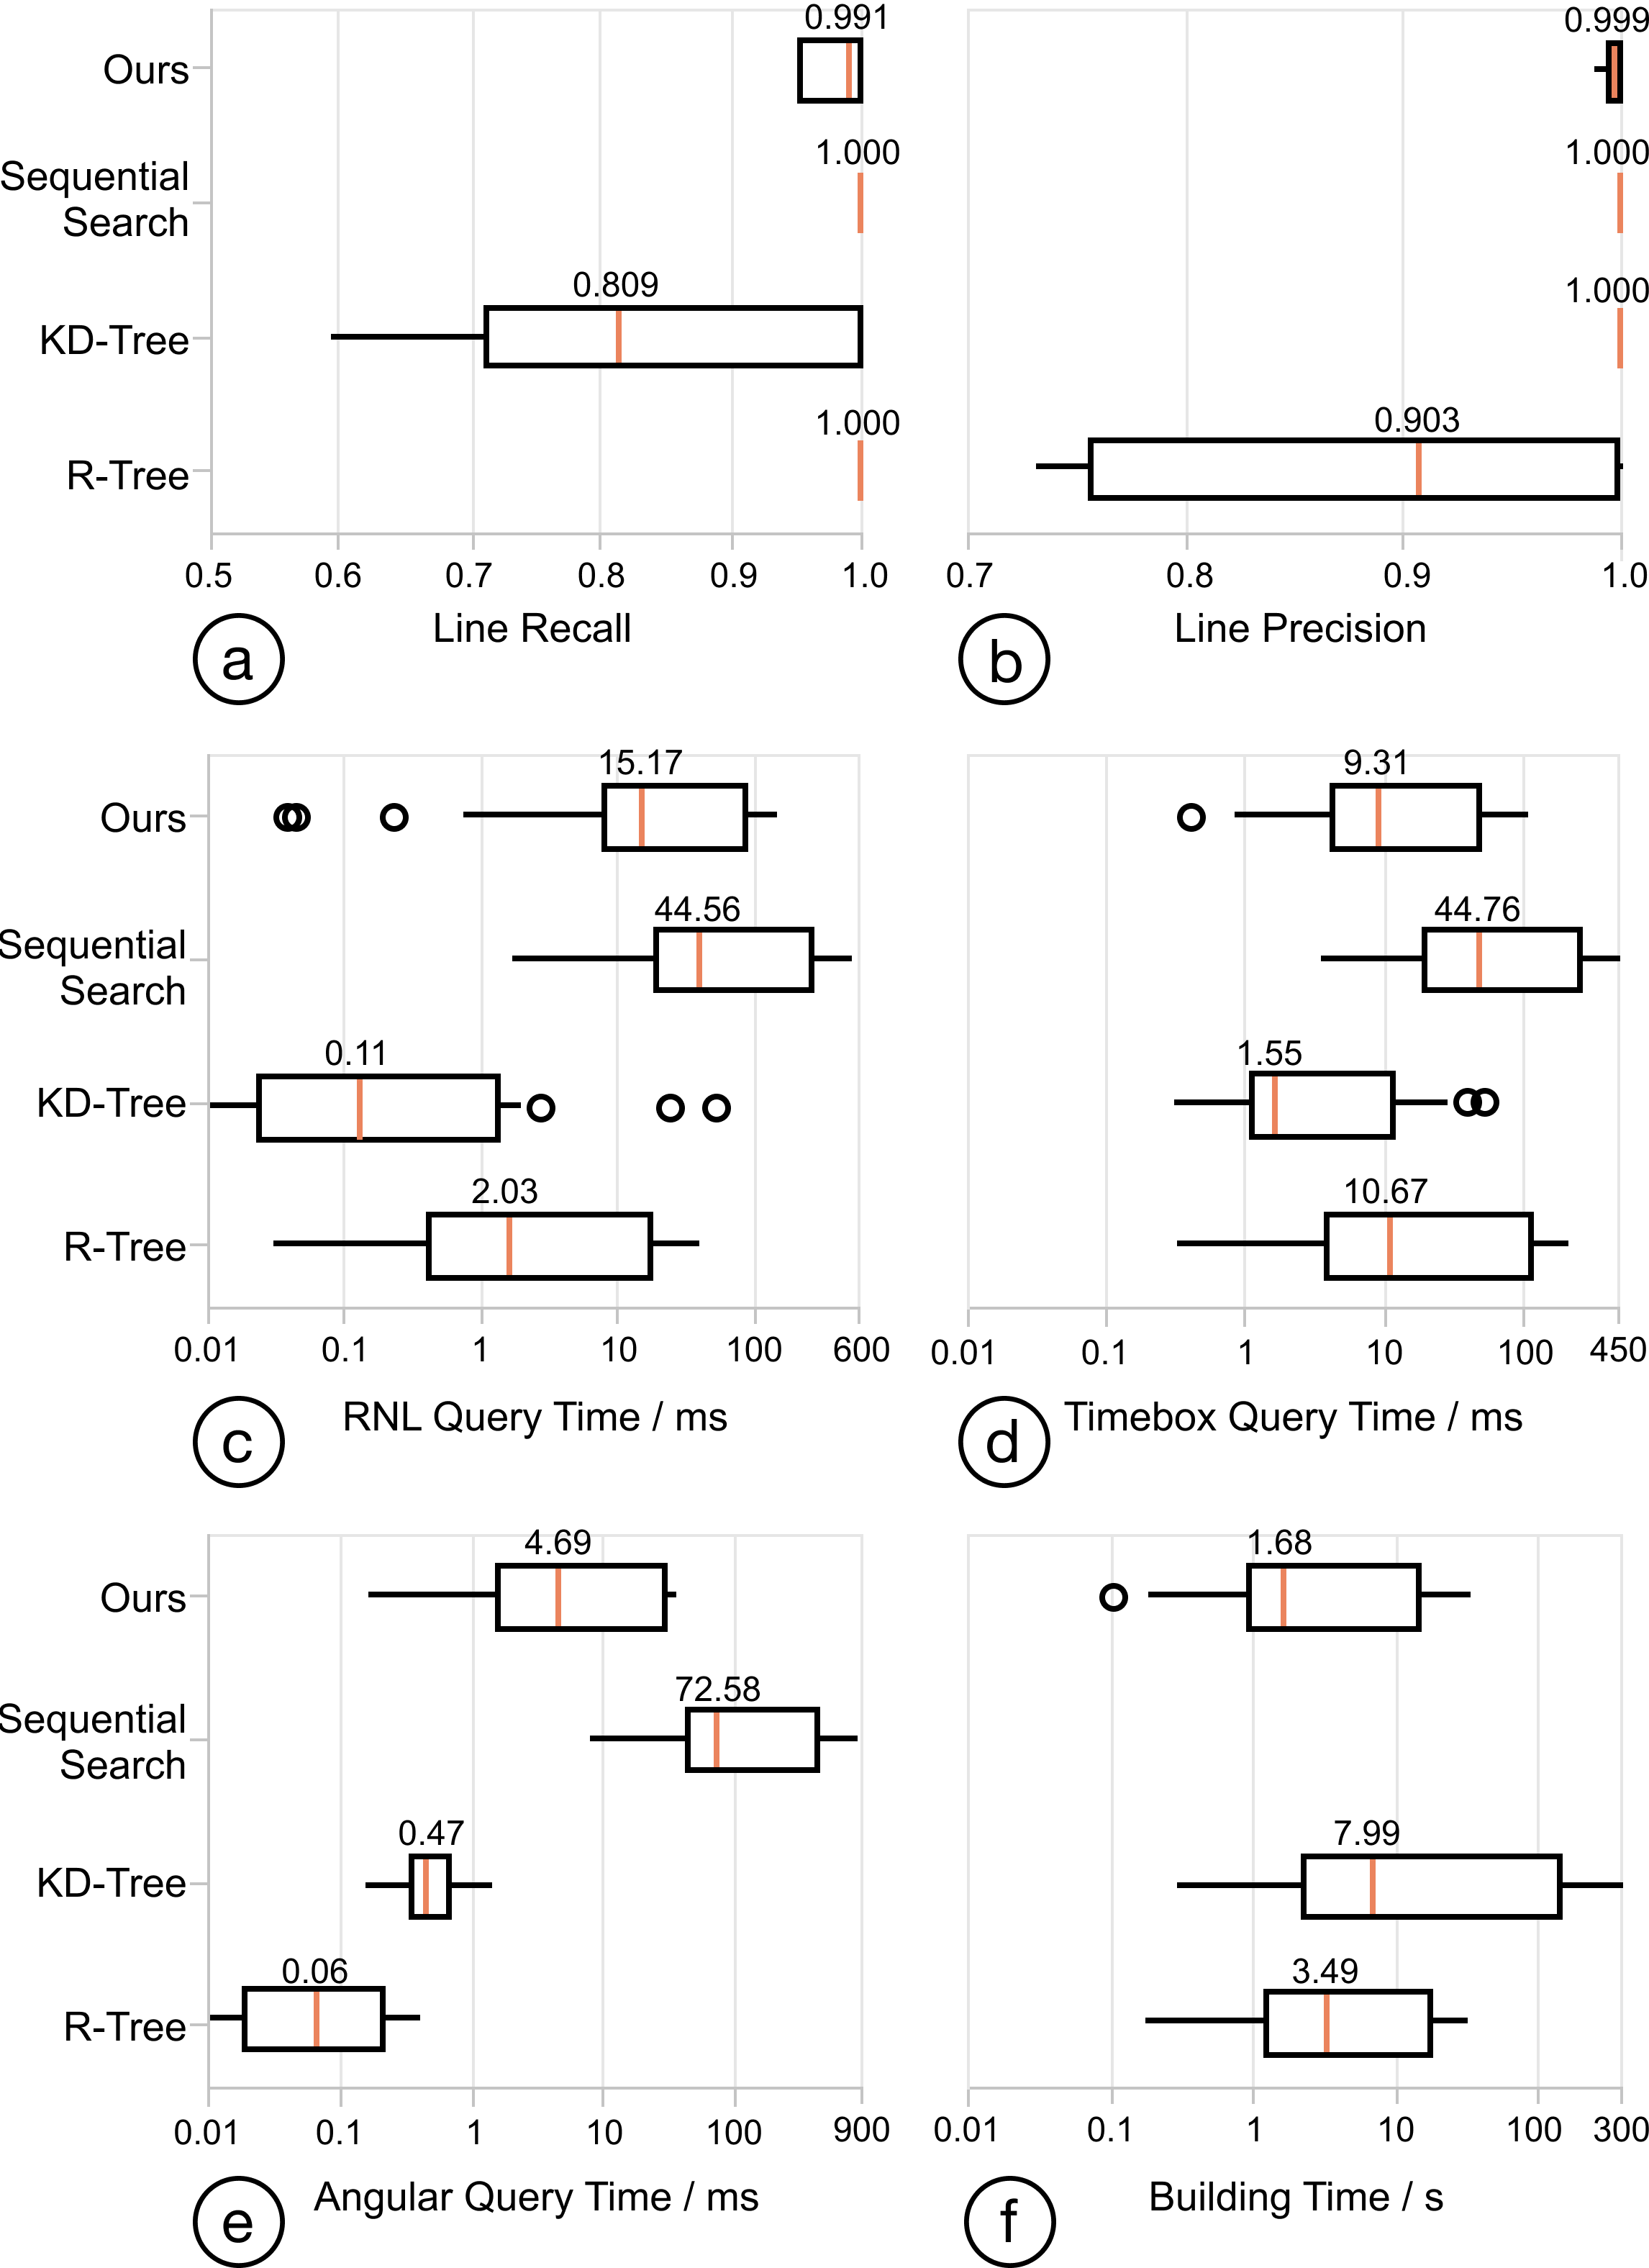 0.991
Ours
1.000
Sequential
Search
0.809
KD-Tree
1.000
R-Tree
0.5 0.6 0.7 0.8 0.9 1.0
Line Recall
a
0.999
1.000
1.000
0.903
0.7 0.8 0.9 1.0
Line Precision
b
15.17
Ours
44.56
Sequential
Search
0.11
KD-Tree
2.03
R-Tree
0.01 0.1 1 10 100 600
RNL Query Time / ms
c
9.31
44.76
1.55
10.67
0.01 0.1 1 10 100 450
Timebox Query Time / ms
d
4.69
Ours
72.58
Sequential
Search
0.47
KD-Tree
0.06
R-Tree
0.01 0.1 1 10 100 900
Angular Query Time / ms
e
1.68
7.99
3.49
0.01 0.1 1 10 100 300
Building Time / s
f